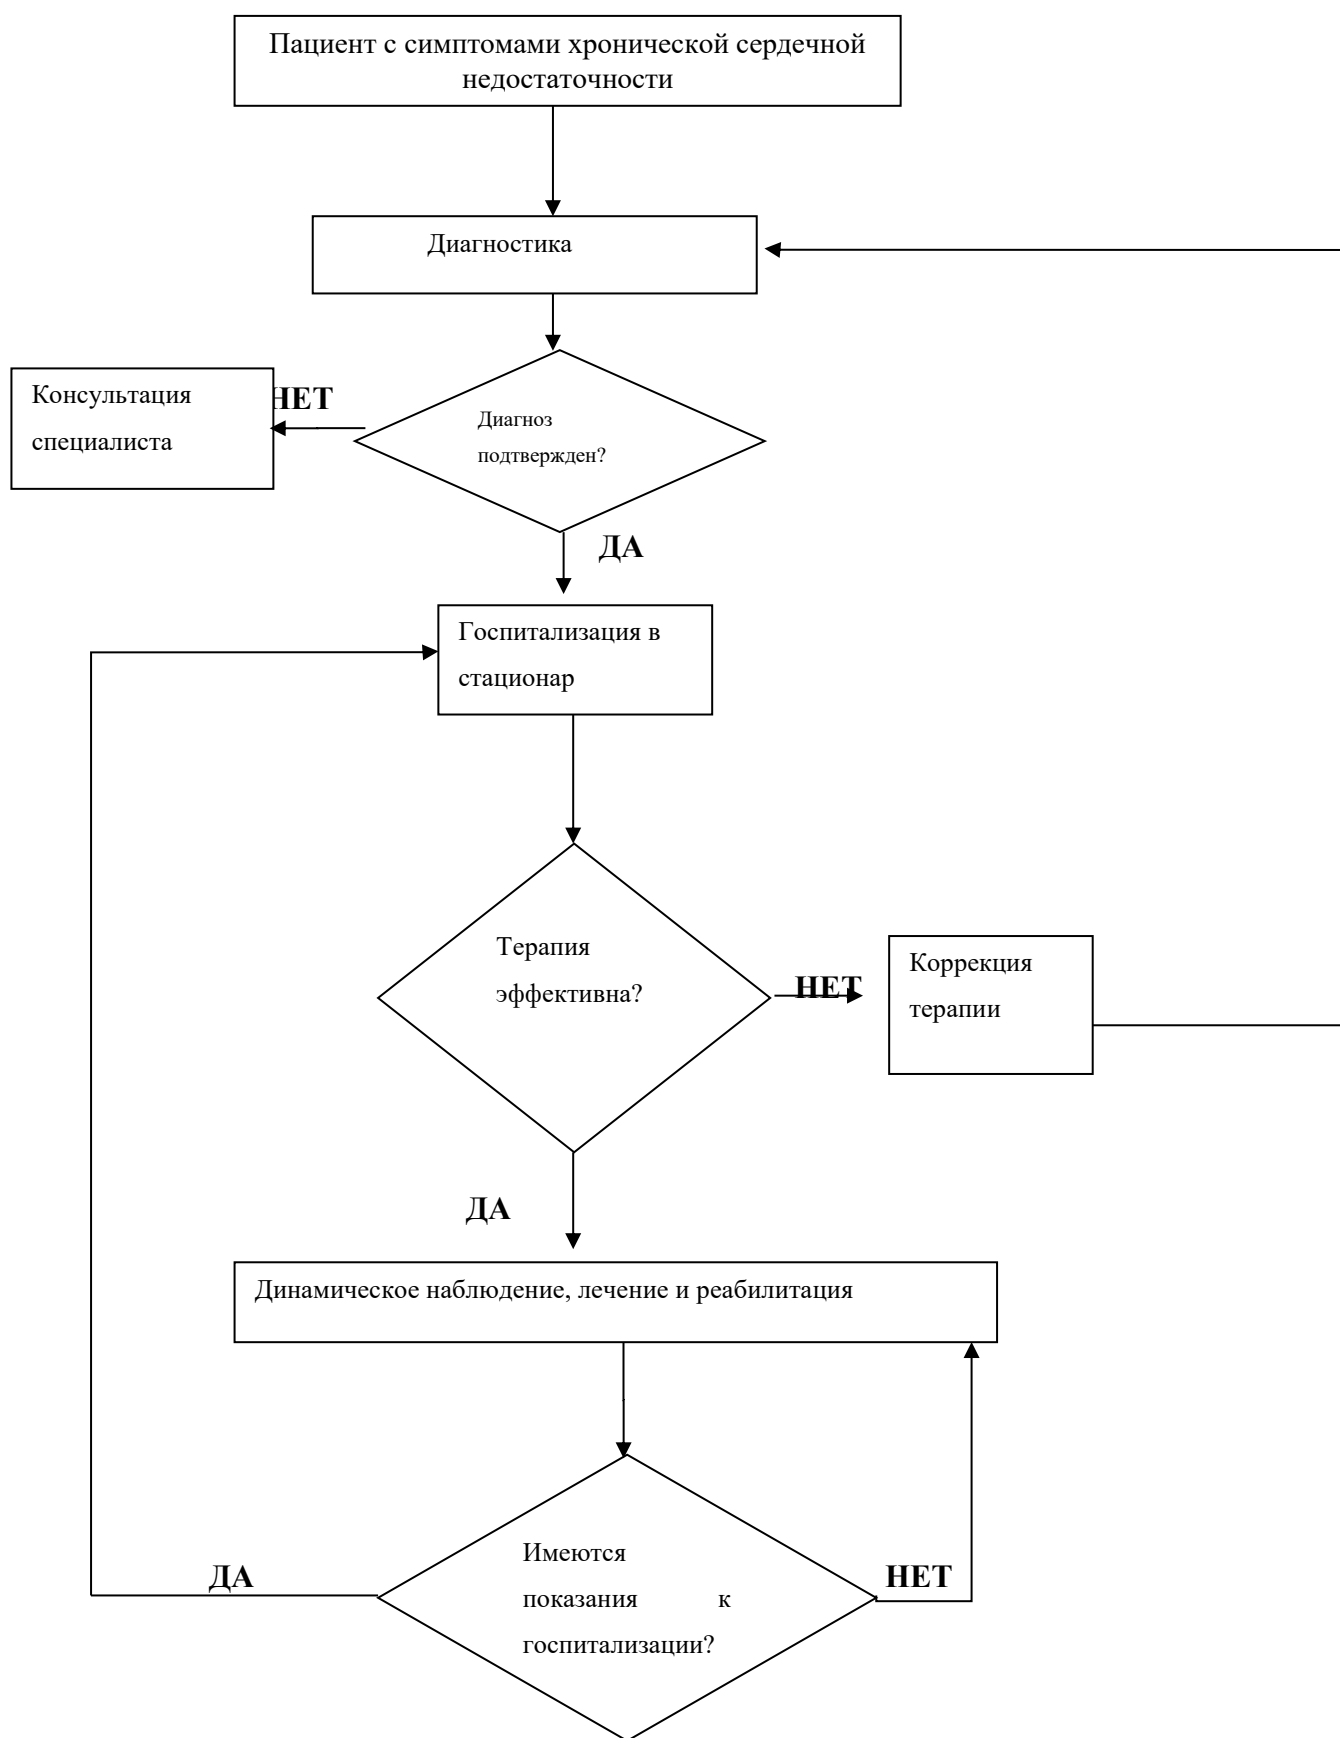 Пациент с симптомами хронической сердечной
недостаточности
Диагностика
Консультация
специалиста
НЕТ
Диагноз
подтвержден?
ДА
Госпитализация в
стационар
Терапия
эффективна?
НЕТ
Коррекция
терапии
ДА
Динамическое наблюдение, лечение и реабилитация
Имеются
показания к
госпитализации?
ДА
НЕТ